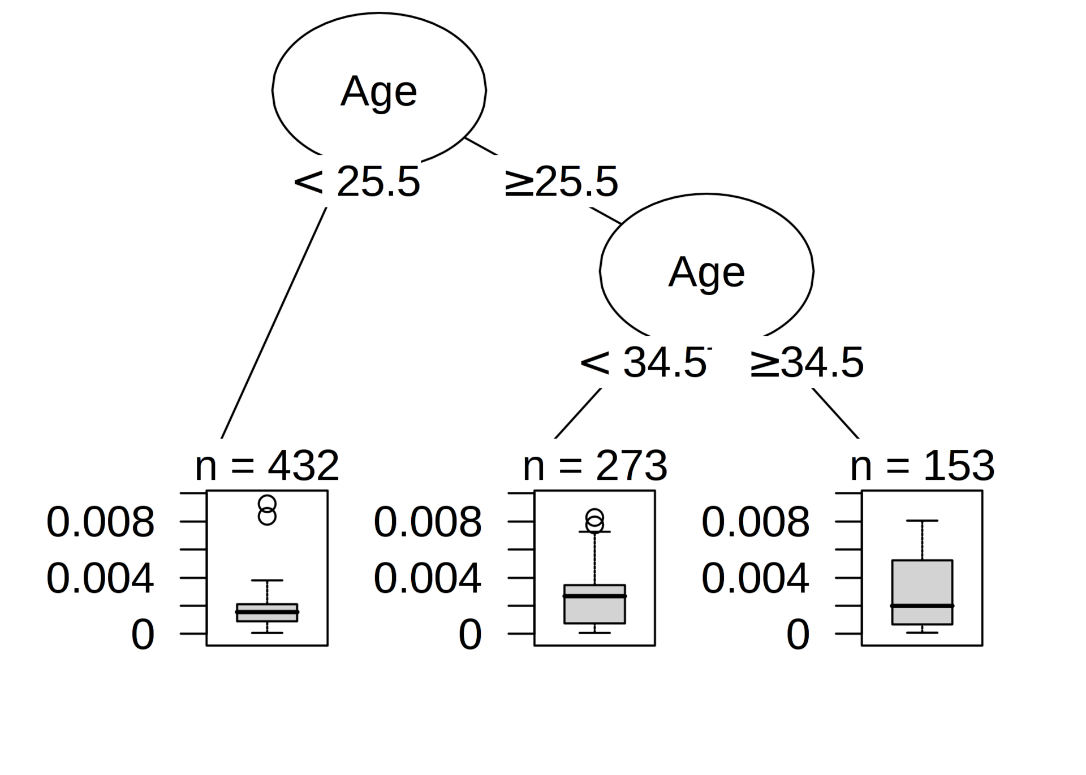 Age
< 25.5 ≥25.5
Age
< 34.5 ≥34.5
n = 432 n = 273 n = 153
0.008 0.008 0.008
0.004 0.004 0.004
0 0 0